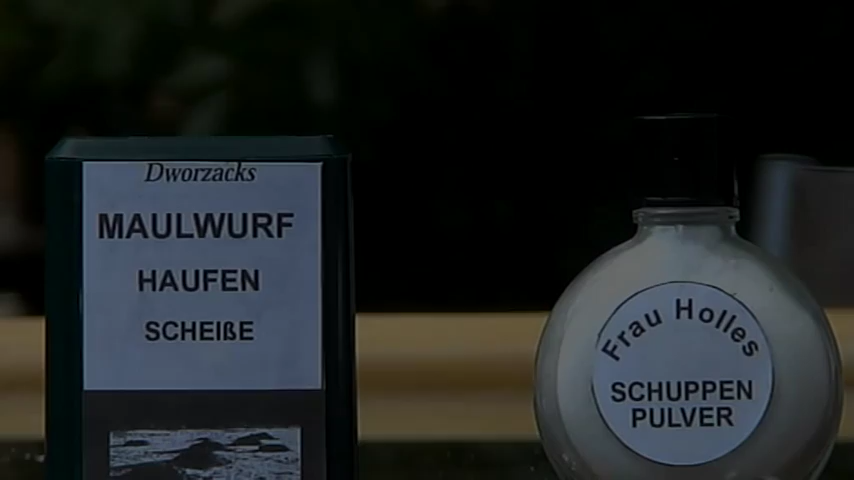 Dworzacks
MAULWURF
HAUFEN
SCHEIßE
Frau Holles
SCHUPPEN
PULVER